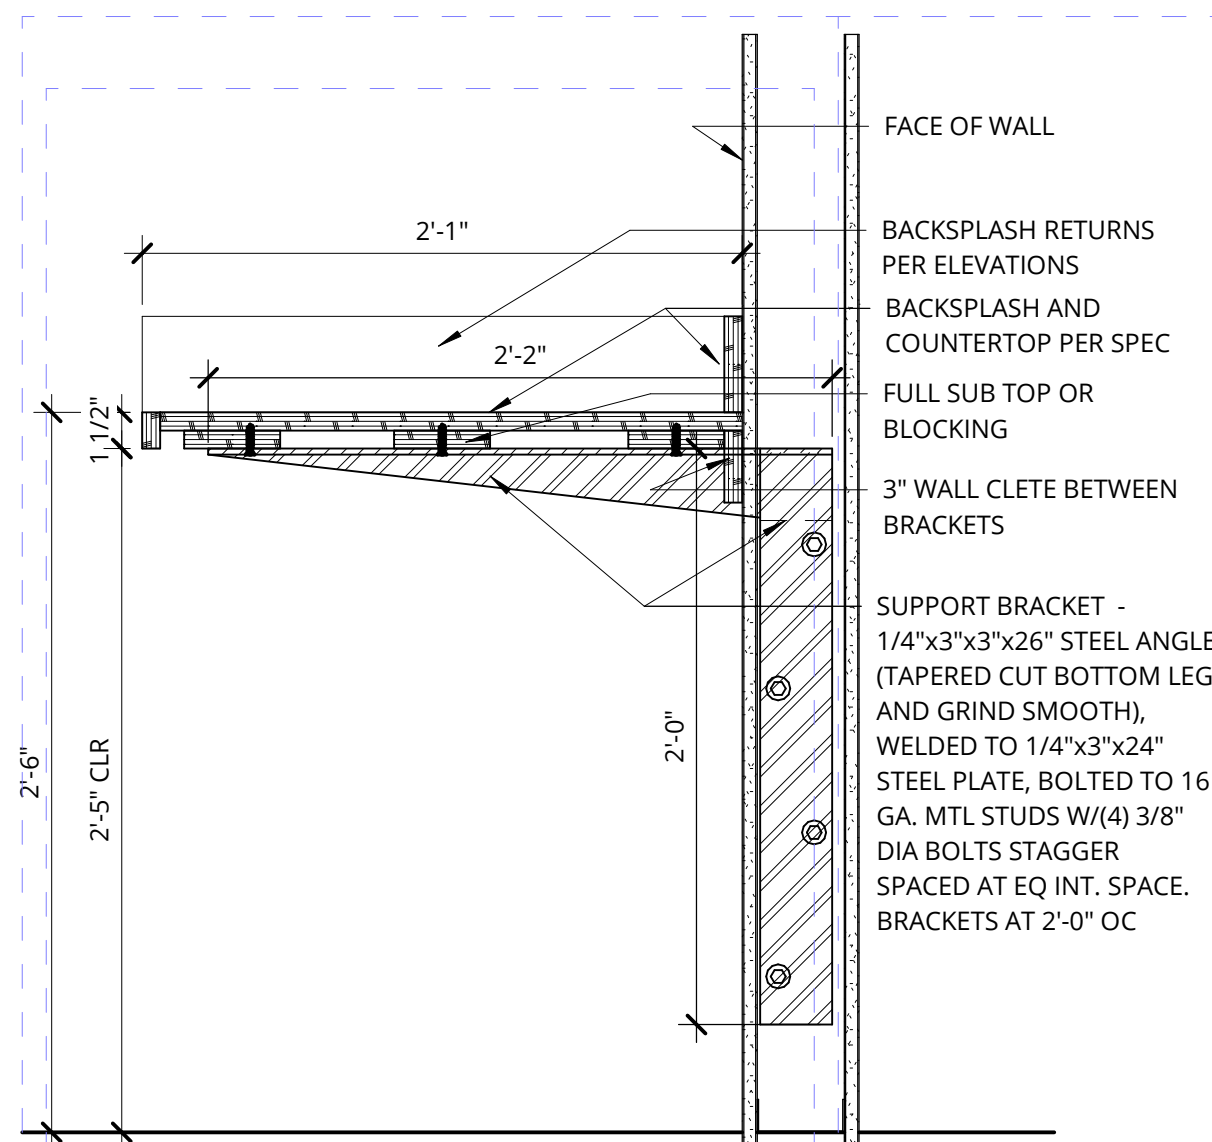 FACE OF WALL
2'-1"
BACKSPLASH RETURNS
PER ELEVATIONS
BACKSPLASH AND
COUNTERTOP PER SPEC
2'-2"
FULL SUB TOP OR
BLOCKING
1 1/2"
3" WALL CLETE BETWEEN
BRACKETS
SUPPORT BRACKET -
1/4"x3"x3"x26" STEEL ANGLE
(TAPERED CUT BOTTOM LEG
AND GRIND SMOOTH),
WELDED TO 1/4"x3"x24"
STEEL PLATE, BOLTED TO 16
GA. MTL STUDS W/(4) 3/8"
DIA BOLTS STAGGER
SPACED AT EQ INT. SPACE.
BRACKETS AT 2'-0" OC
2'-0"
2'-6"
2'-5" CLR